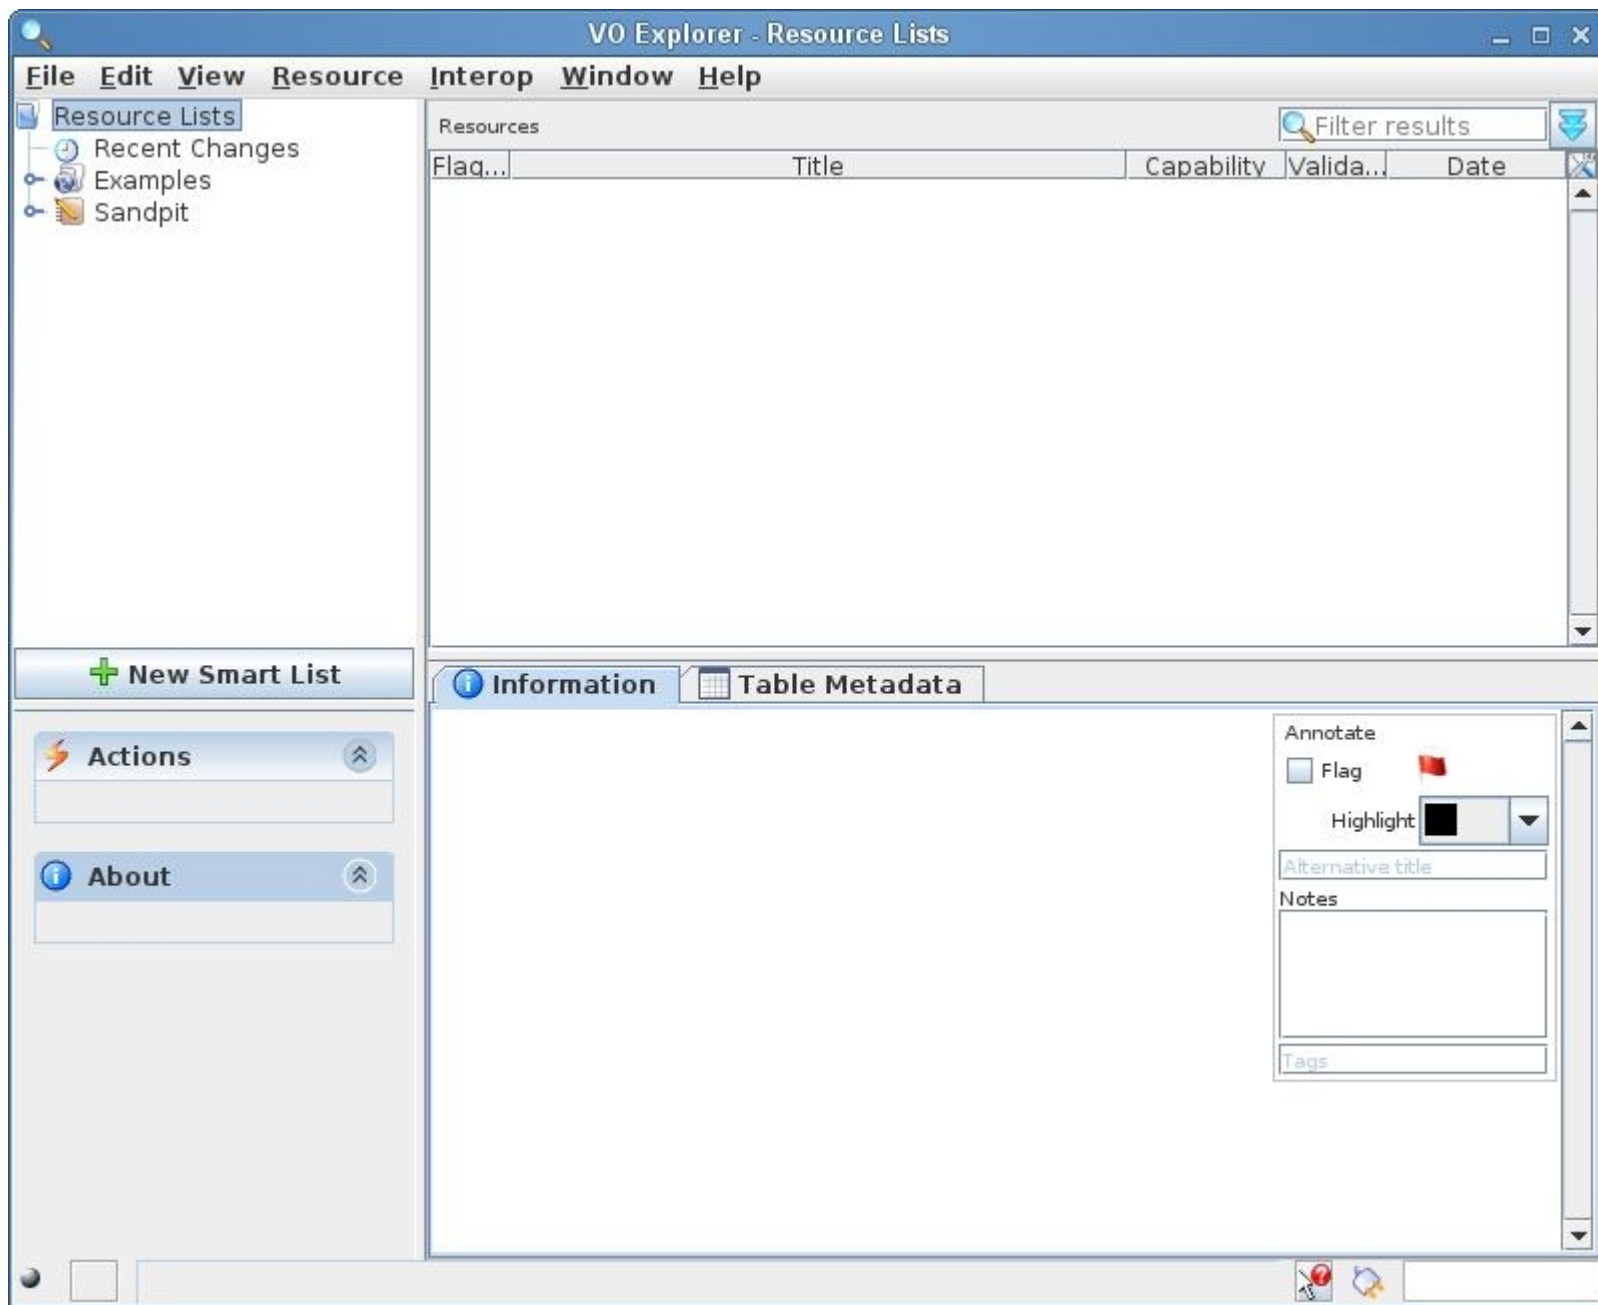 VO Explorer - Resource Lists
File Edit View Resource Interop Window Help
Resource Lists
Recent Changes
Examples
Sandpit
New Smart List
Actions
About
Resources
Filter results
Flag... Title Capability Valida... Date
Information Table Metadata
Annotate
Flag
Highlight
Alternative title
Notes
Tags